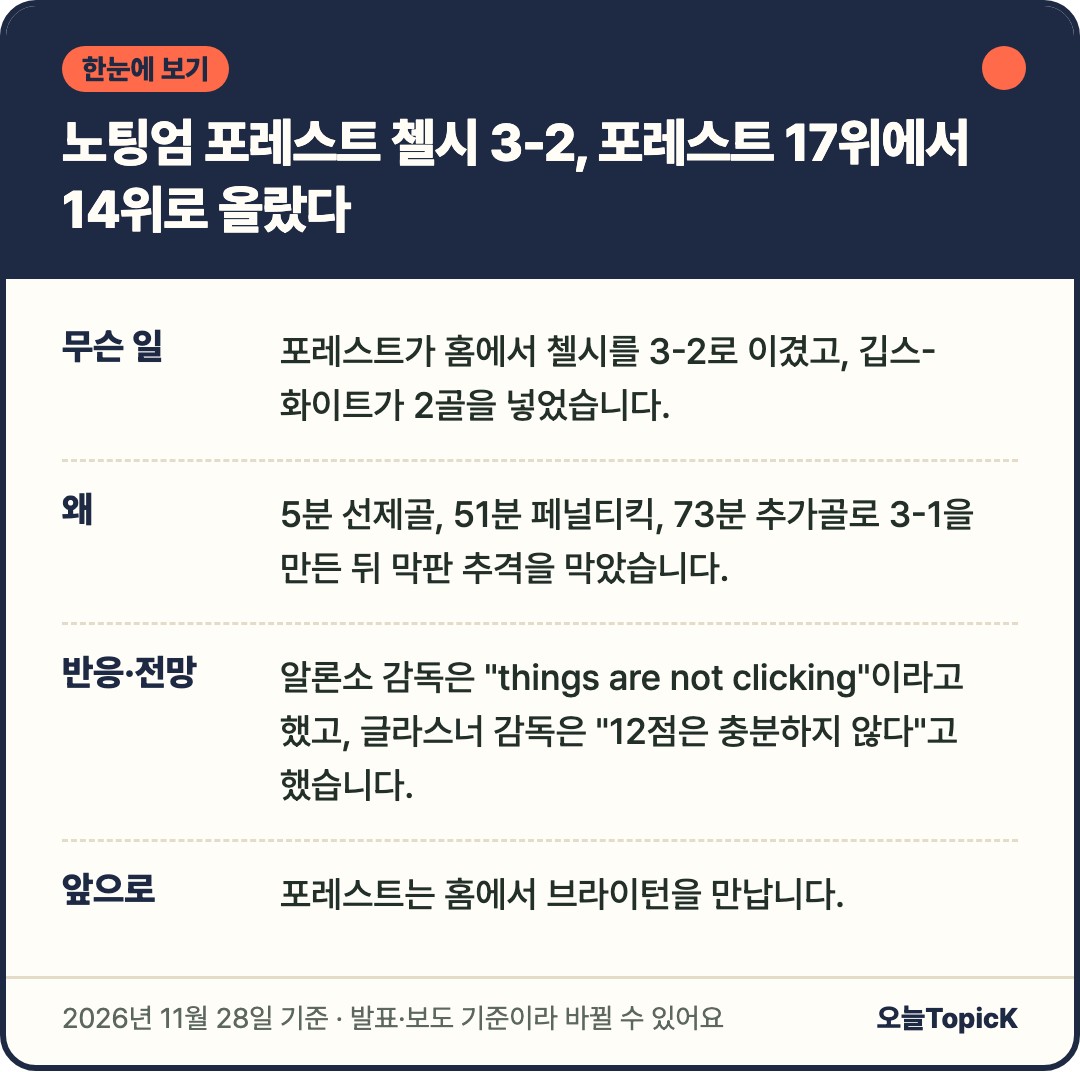 한눈에 보기
노팅엄 포레스트 첼시 3-2, 포레스트 17위에서
14위로 올랐다
무슨 일
포레스트가 홈에서 첼시를 3-2로 이겼고, 깁스-
화이트가 2골을 넣었습니다.
왜
5분 선제골, 51분 페널티킥, 73분 추가골로 3-1을
만든 뒤 막판 추격을 막았습니다.
반응·전망
알론소 감독은 "things are not clicking"이라고
했고, 글라스너 감독은 "12점은 충분하지 않다"고
했습니다.
앞으로
포레스트는 홈에서 브라이턴을 만납니다.
2026년 11월 28일 기준 · 발표·보도 기준이라 바뀔 수 있어요
오늘TopicK